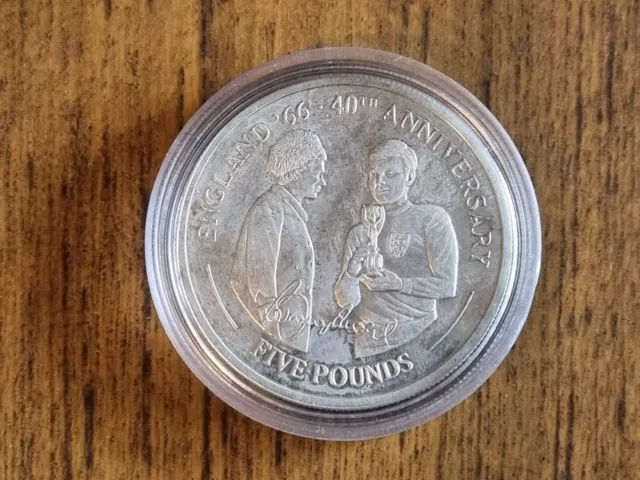 ENGLAND '66 - 40TH ANNIVERSARY
FIVE POUNDS